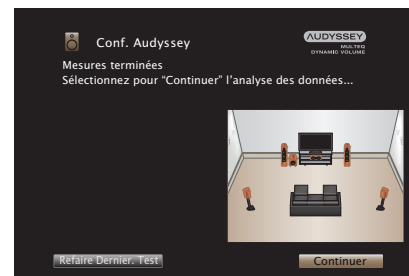 Conf. Audyssey
AUDYSSEY
MULTEQ
DYNAMIC VOLUME
Mesures terminées
Sélectionnez pour “Continuer” l’analyse des données...
Refaire Dernier. Test
Continuer